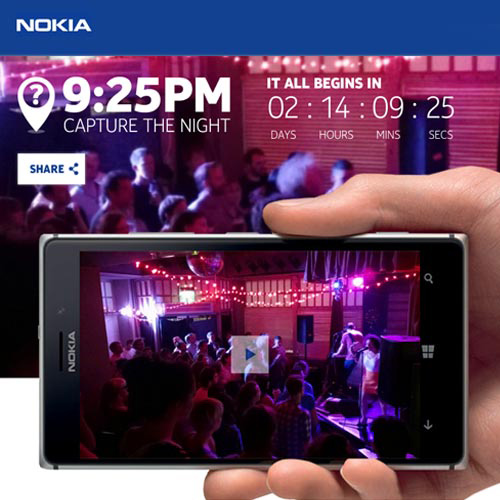 NOKIA
?
9:25PM
CAPTURE THE NIGHT
IT ALL BEGINS IN
02 : 14 : 09 : 25
DAYS HOURS MINS SECS
SHARE
NOKIA